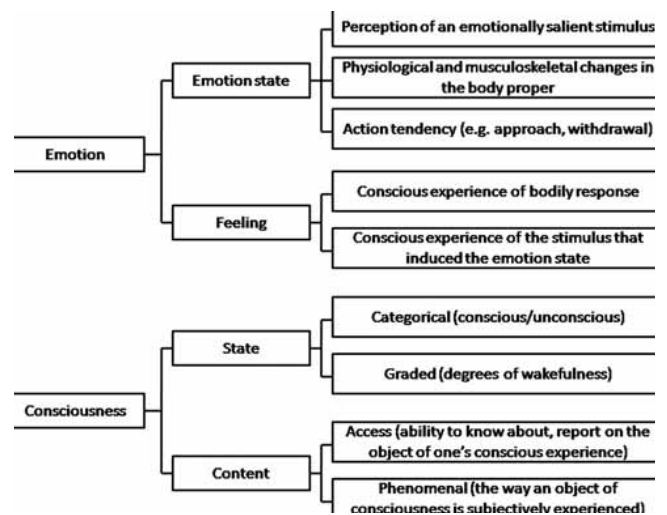 Perception of an emotionally salient stimulus
Emotion state
Physiological and musculoskeletal changes in
the body proper
Action tendency (e.g. approach, withdrawal)
Emotion
Conscious experience of bodily response
Feeling
Conscious experience of the stimulus that
induced the emotion state
Categorical (conscious/unconscious)
State
Graded (degrees of wakefulness)
Consciousness
Access (ability to know about, report on the
object of one's conscious experience)
Content
Phenomenal (the way an object of
consciousness is subjectively experienced)